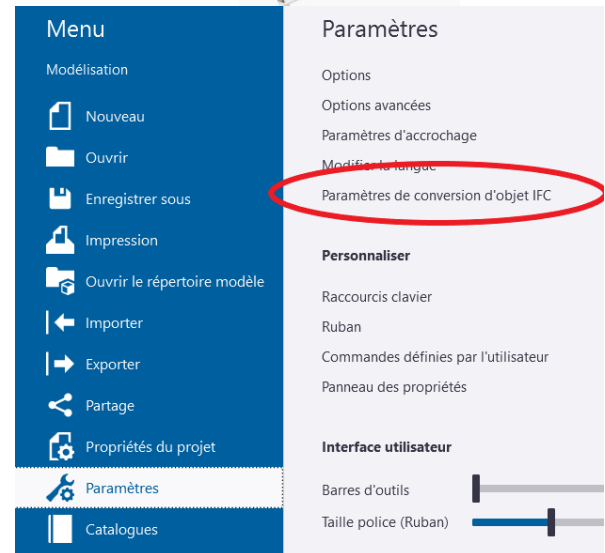 Menu
Modélisation
Nouveau
Ouvrir
Enregistrer sous
Impression
Ouvrir le répertoire modèle
Importer
Exporter
Partage
Propriétés du projet
Paramètres
Catalogues
Paramètres
Options
Options avancées
Paramètres d'accrochage
Modifier la langue
Paramètres de conversion d'objet IFC
Personnaliser
Raccourcis clavier
Ruban
Commandes définies par l'utilisateur
Panneau des propriétés
Interface utilisateur
Barres d'outils
Taille police (Ruban)